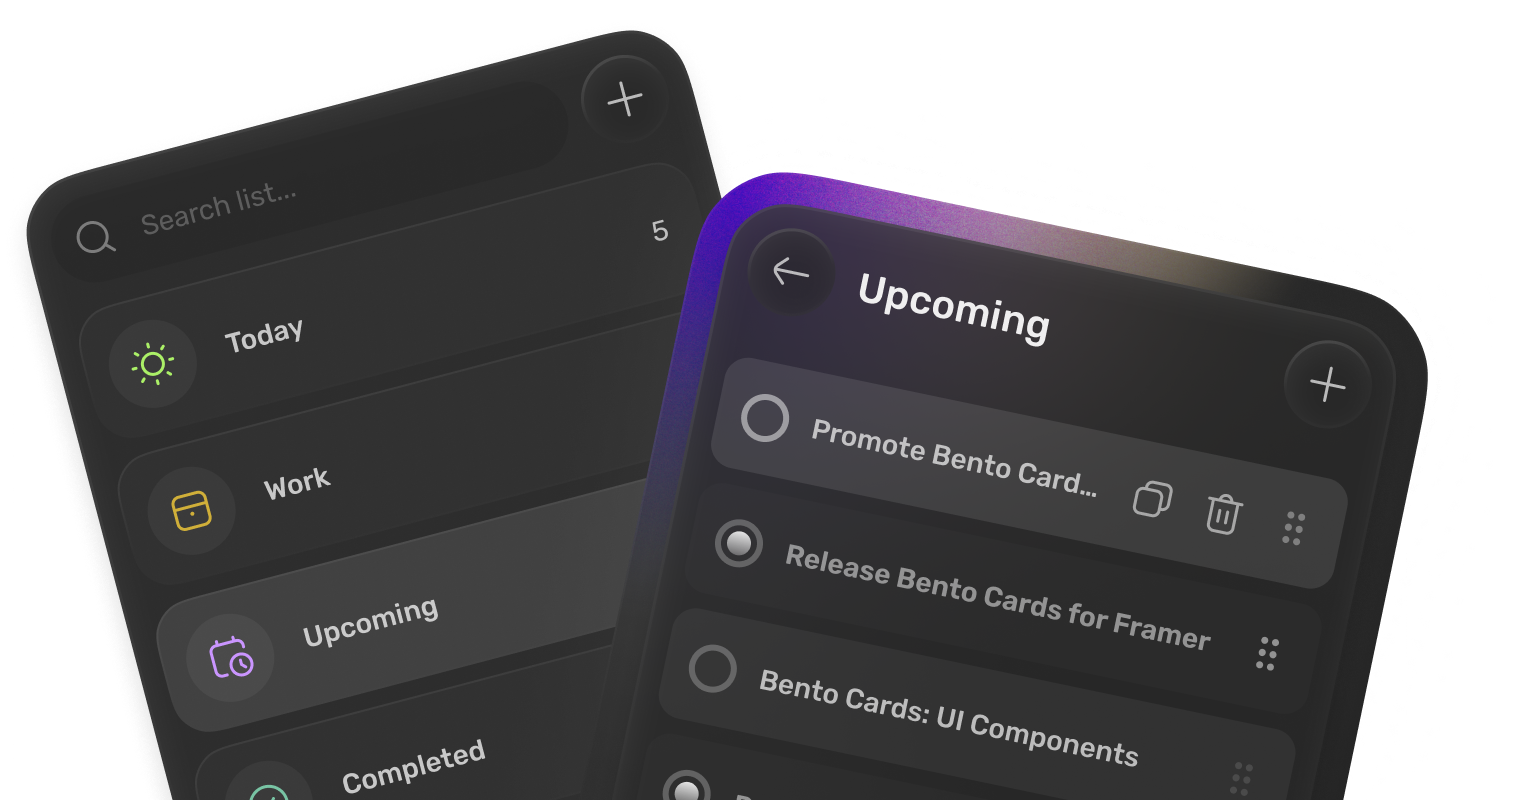 Search list...
5
Today
Work
Upcoming
Completed
Upcoming
Promote Bento Card...
Release Bento Cards for Framer
Bento Cards: UI Components